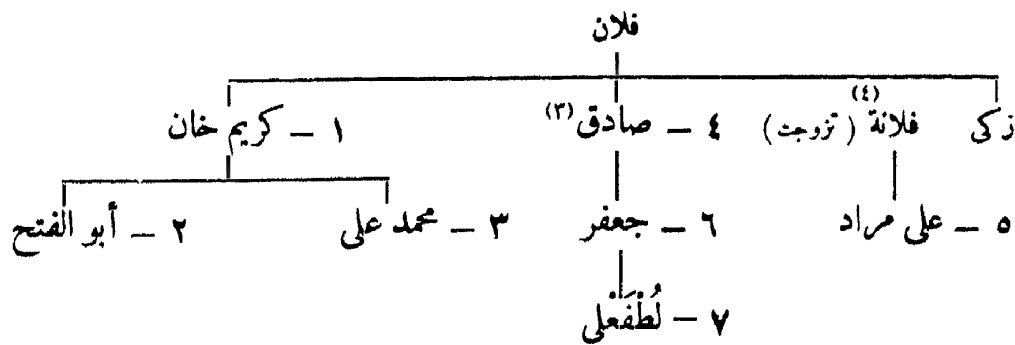 فلان
زكى فلانة (٤) (تزوجت) ٤ – صادق (٣) ١ – كريم خان
٥ – على مراد ٦ – جعفر ٣ – محمد على ٢ – أبو الفتح
٧ – لُطْفَعْلى